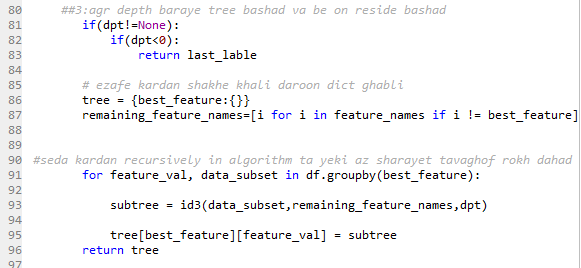 80 ##3:agr depth baraye tree bashad va be on reside bashad
81 if(dpt!=None):
82 if(dpt<0):
83 return last_lable
84
85 # ezafe kardan shakhe khali daroon dict ghabli
86 tree = {best_feature:{}}
87 remaining_feature_names=[i for i in feature_names if i != best_feature]
88
89
90 #seda kardan recursively in algorithm ta yeki az sharayet tavaghof rokh dahad
91 for feature_val, data_subset in df.groupby(best_feature):
92
93 subtree = id3(data_subset,remaining_feature_names,dpt)
94
95 tree[best_feature][feature_val] = subtree
96 return tree
97